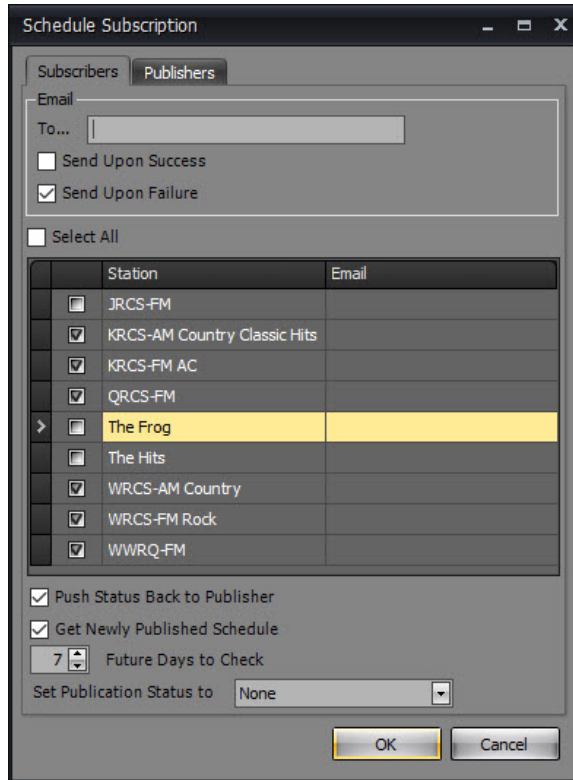 Schedule Subscription
Subscribers Publishers
Email
To...
Send Upon Success
Send Upon Failure
Select All
Station Email
JRCS-FM
KRCS-AM Country Classic Hits
KRCS-FM AC
QRCS-FM
The Frog
The Hits
WRCS-AM Country
WRCS-FM Rock
WWRQ-FM
Push Status Back to Publisher
Get Newly Published Schedule
7 Future Days to Check
Set Publication Status to None
OK Cancel